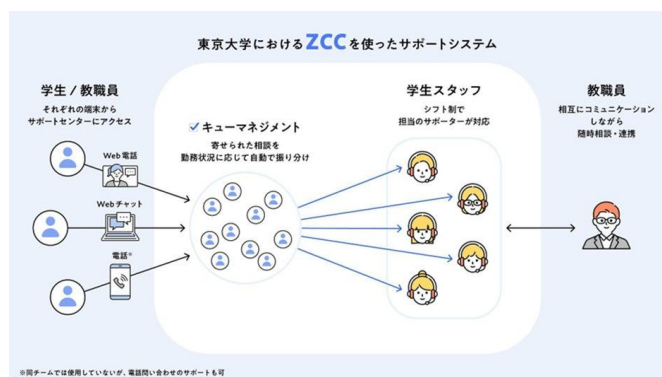 東京大学におけるZCCを使ったサポートシステム
学生 / 教職員
それぞれの端末から
サポートセンターにアクセス
Web電話
Webチャット
電話※
キューマネジメント
寄せられた相談を
勤務状況に応じて自動で振り分け
学生スタッフ
シフト制で
担当のサポーターが対応
教職員
相互にコミュニケーション
しながら
随時相談・連携
※同チームでは使用していないが、電話問い合わせのサポートも可